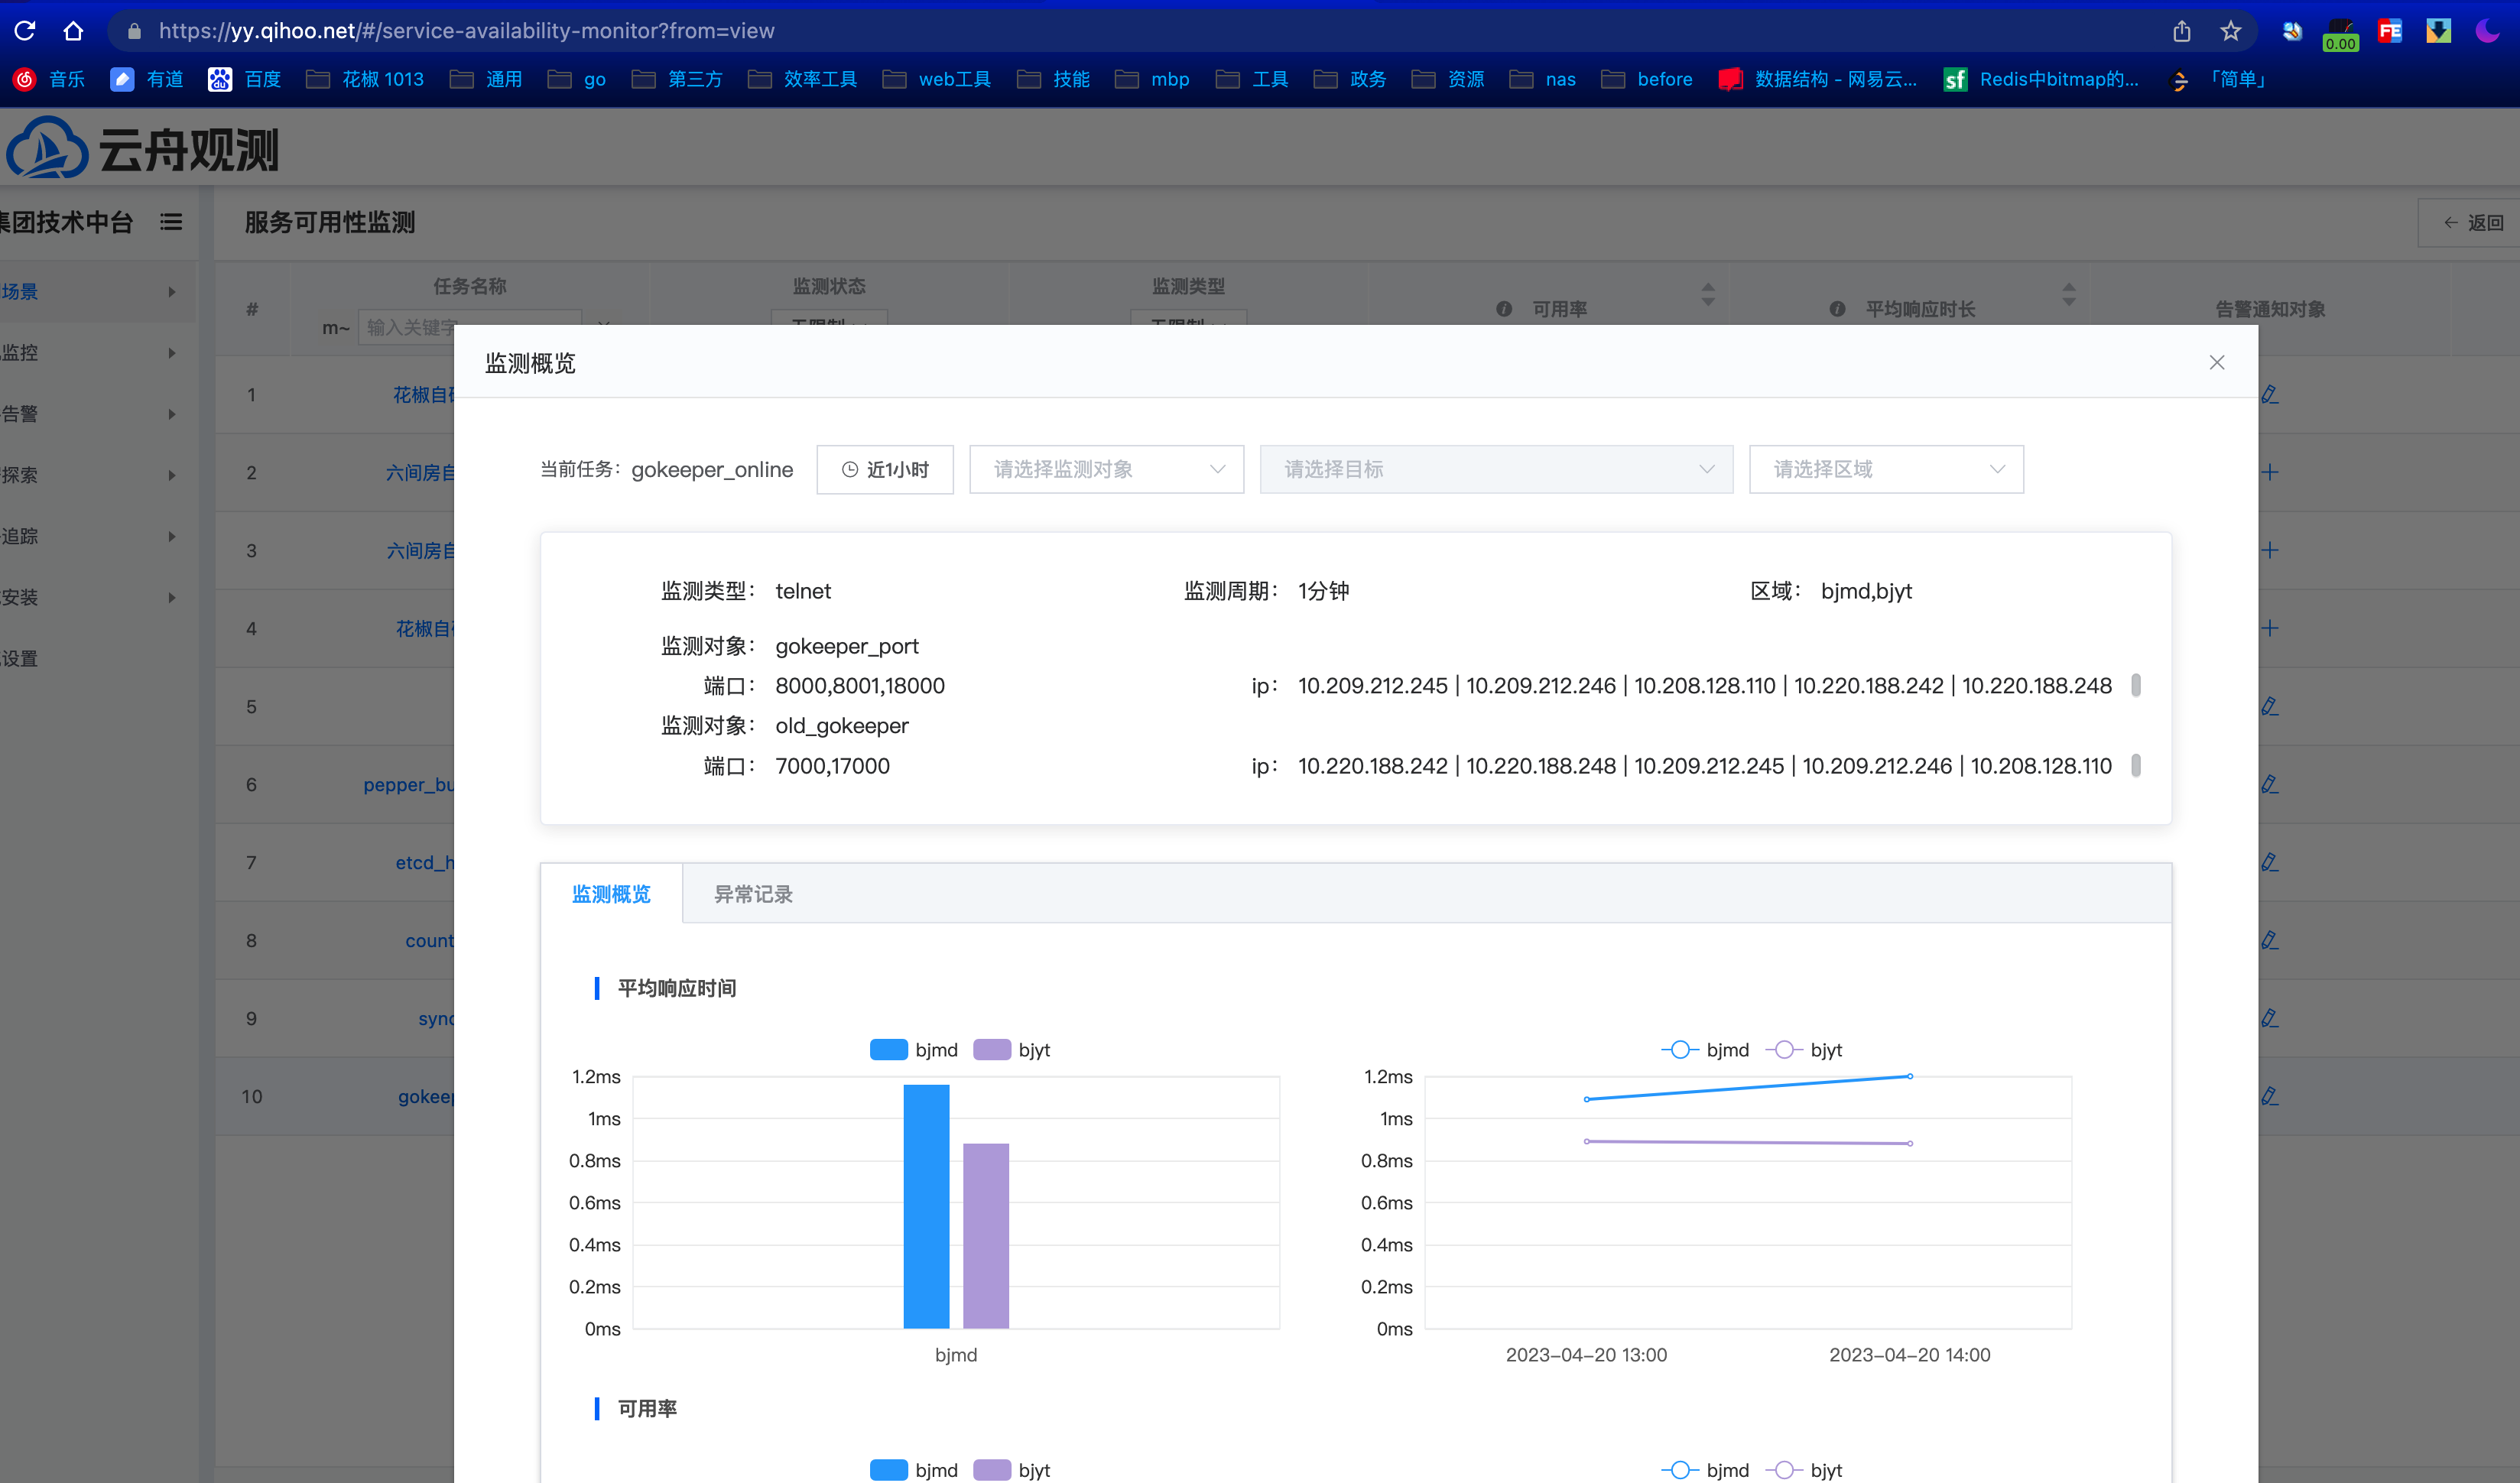 https://yy.qihoo.net/#/service-availability-monitor?from=view
0.00
FE
音乐 有道 du 百度 花椒 1013 通用 go 第三方 效率工具 web工具 技能 mbp 工具 政务 资源 nas before 数据结构 - 网易云... sf Redis中bitmap的... 「简单」
云舟观测
集团技术中台 服务可用性监测 返回
场景
监控
告警
探索
追踪
安装
设置
# 任务名称 监测状态 监测类型 可用率 平均响应时长 告警通知对象
m~ 输入关键字 无限制 无限制
1 花椒自研
2 六间房自
3 六间房自
4 花椒自研
5
6 pepper_bu
7 etcd_h
8 count
9 sync
10 gokeep
监测概览
当前任务： gokeeper_online 近1小时 请选择监测对象 请选择目标 请选择区域
监测类型： telnet 监测周期： 1分钟 区域： bjmd,bjyt
监测对象： gokeeper_port
端口： 8000,8001,18000 ip： 10.209.212.245 | 10.209.212.246 | 10.208.128.110 | 10.220.188.242 | 10.220.188.248
监测对象： old_gokeeper
端口： 7000,17000 ip： 10.220.188.242 | 10.220.188.248 | 10.209.212.245 | 10.209.212.246 | 10.208.128.110
监测概览 异常记录
平均响应时间
bjmd bjyt
1.2ms
1ms
0.8ms
0.6ms
0.4ms
0.2ms
0ms
bjmd
bjmd bjyt
1.2ms
1ms
0.8ms
0.6ms
0.4ms
0.2ms
0ms
2023-04-20 13:00 2023-04-20 14:00
可用率
bjmd bjyt
bjmd bjyt